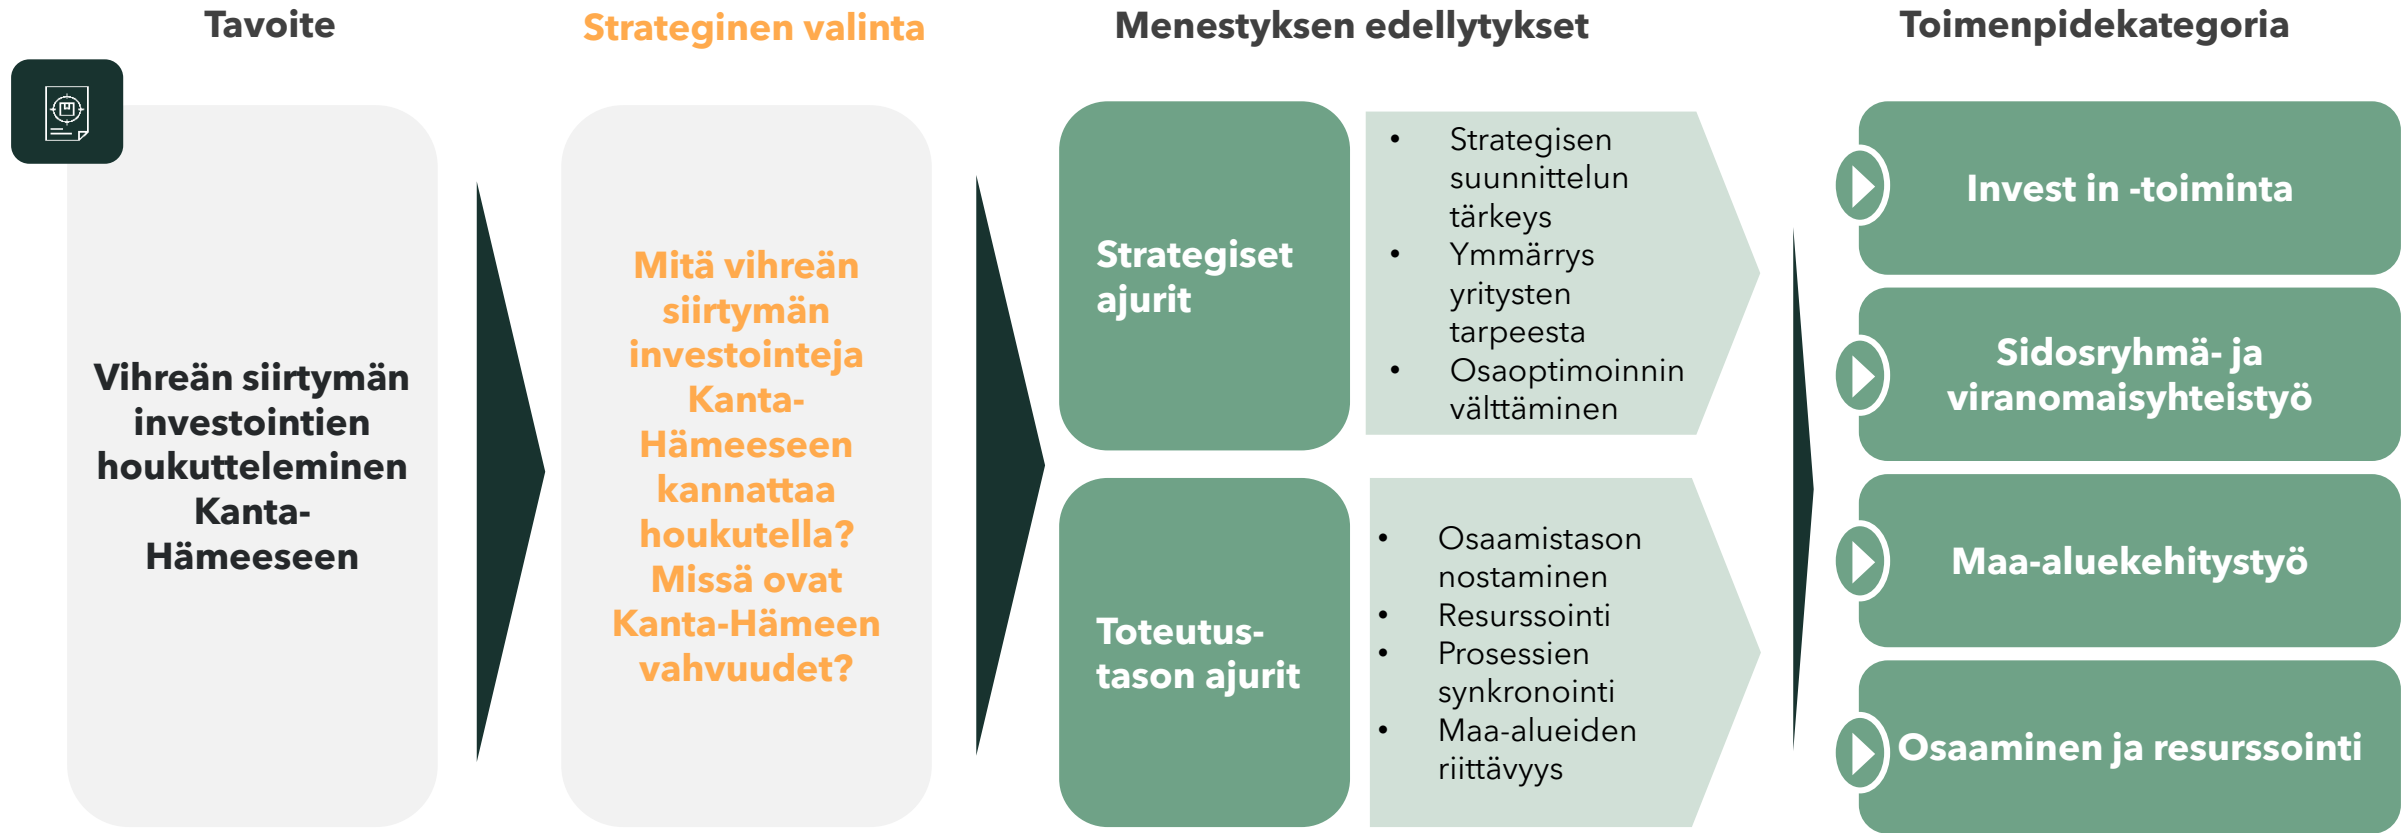 Tavoite
Strateginen valinta
Menestyksen edellytykset
Toimenpidekategoria
Vihreän siirtymän
investointien
houkutteleminen
Kanta-
Hämeeseen
Mitä vihreän
siirtymän
investointeja
Kanta-
Hämeeseen
kannattaa
houkutella?
Missä ovat
Kanta-Hämeen
vahvuudet?
Strategiset
ajurit
• Strategisen
suunnittelun
tärkeys
• Ymmärrys
yritysten
tarpeesta
• Osaoptimoinnin
välttäminen
Toteutus-
tason ajurit
• Osaamistason
nostaminen
• Resurssointi
• Prosessien
synkronointi
• Maa-alueiden
riittävyys
Invest in -toiminta
Sidosryhmä- ja
viranomaisyhteistyö
Maa-aluekehitystyö
Osaaminen ja resurssointi